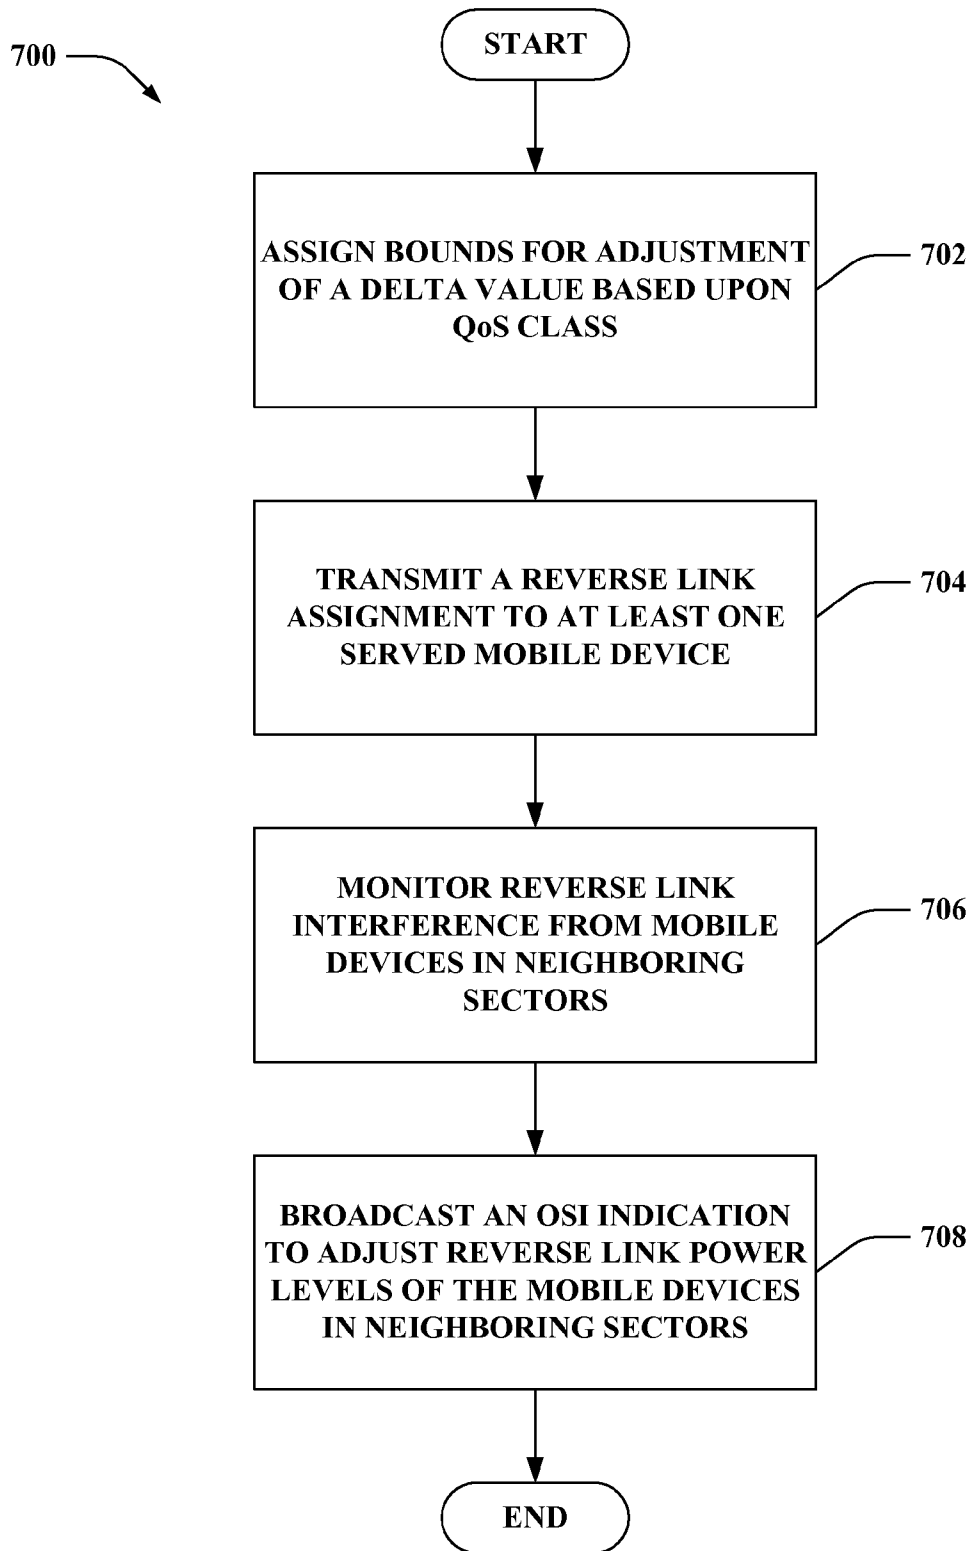 700
START
ASSIGN BOUNDS FOR ADJUSTMENT
OF A DELTA VALUE BASED UPON
QoS CLASS
702
TRANSMIT A REVERSE LINK
ASSIGNMENT TO AT LEAST ONE
SERVED MOBILE DEVICE
704
MONITOR REVERSE LINK
INTERFERENCE FROM MOBILE
DEVICES IN NEIGHBORING
SECTORS
706
BROADCAST AN OSI INDICATION
TO ADJUST REVERSE LINK POWER
LEVELS OF THE MOBILE DEVICES
IN NEIGHBORING SECTORS
708
END